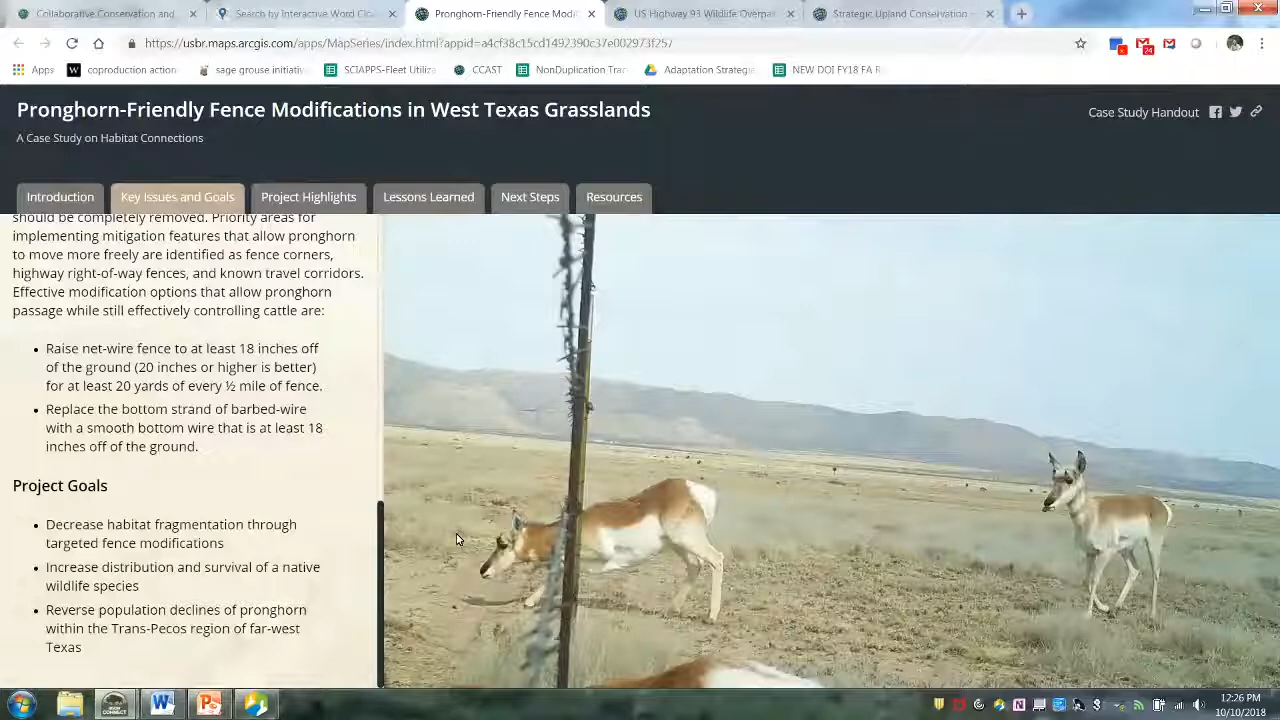 Collaborative Conservation and
Search by Interactive Word Clo
Pronghorn-Friendly Fence Modif
US Highway 93 Wildlife Overpas
Strategic Upland Conservation
https://usbr.maps.arcgis.com/apps/MapSeries/index.html?appid=a4cf38c15cd1492390c37e002973f257
Apps
coproduction action
sage grouse initiativ
SCIAPPS-Fleet Utiliza
CCAST
NonDuplication Trac
Adaptation Strategie
NEW DOI FY18 FA R
Pronghorn-Friendly Fence Modifications in West Texas Grasslands
Case Study Handout
A Case Study on Habitat Connections
Introduction
Key Issues and Goals
Project Highlights
Lessons Learned
Next Steps
Resources
should be completely removed. Priority areas for
implementing mitigation features that allow pronghorn
to move more freely are identified as fence corners,
highway right-of-way fences, and known travel corridors.
Effective modification options that allow pronghorn
passage while still effectively controlling cattle are:
• Raise net-wire fence to at least 18 inches off
of the ground (20 inches or higher is better)
for at least 20 yards of every ½ mile of fence.
• Replace the bottom strand of barbed-wire
with a smooth bottom wire that is at least 18
inches off of the ground.
Project Goals
• Decrease habitat fragmentation through
targeted fence modifications
• Increase distribution and survival of a native
wildlife species
• Reverse population declines of pronghorn
within the Trans-Pecos region of far-west
Texas
12:26 PM
10/10/2018